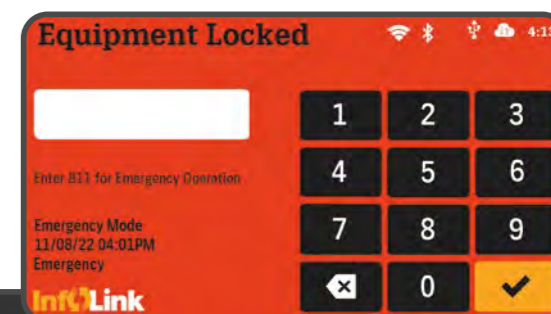 Equipment Locked
4:13
1 2 3
Enter 811 for Emergency Operation
4 5 6
Emergency Mode
11/08/22 04:01PM
Emergency
7 8 9
0
InfoLink